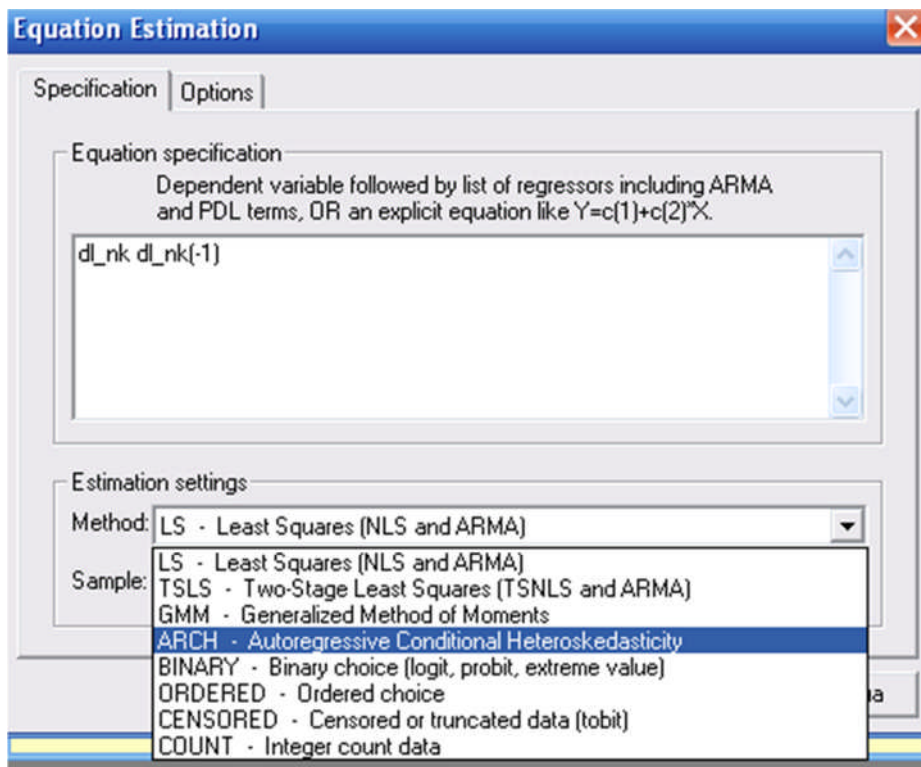 Equation Estimation
Specification
Options
Equation specification
Dependent variable followed by list of regressors including ARMA
and PDL terms, OR an explicit equation like Y=c(1)+c(2)*X.
dl_nk dl_nk(-1)
Estimation settings
Method: LS - Least Squares (NLS and ARMA)
LS - Least Squares (NLS and ARMA)
Sample: TSLS - Two-Stage Least Squares (TSNLS and ARMA)
GMM - Generalized Method of Moments
ARCH - Autoregressive Conditional Heteroskedasticity
BINARY - Binary choice (logit, probit, extreme value)
ORDERED - Ordered choice
CENSORED - Censored or truncated data (tobit)
COUNT - Integer count data